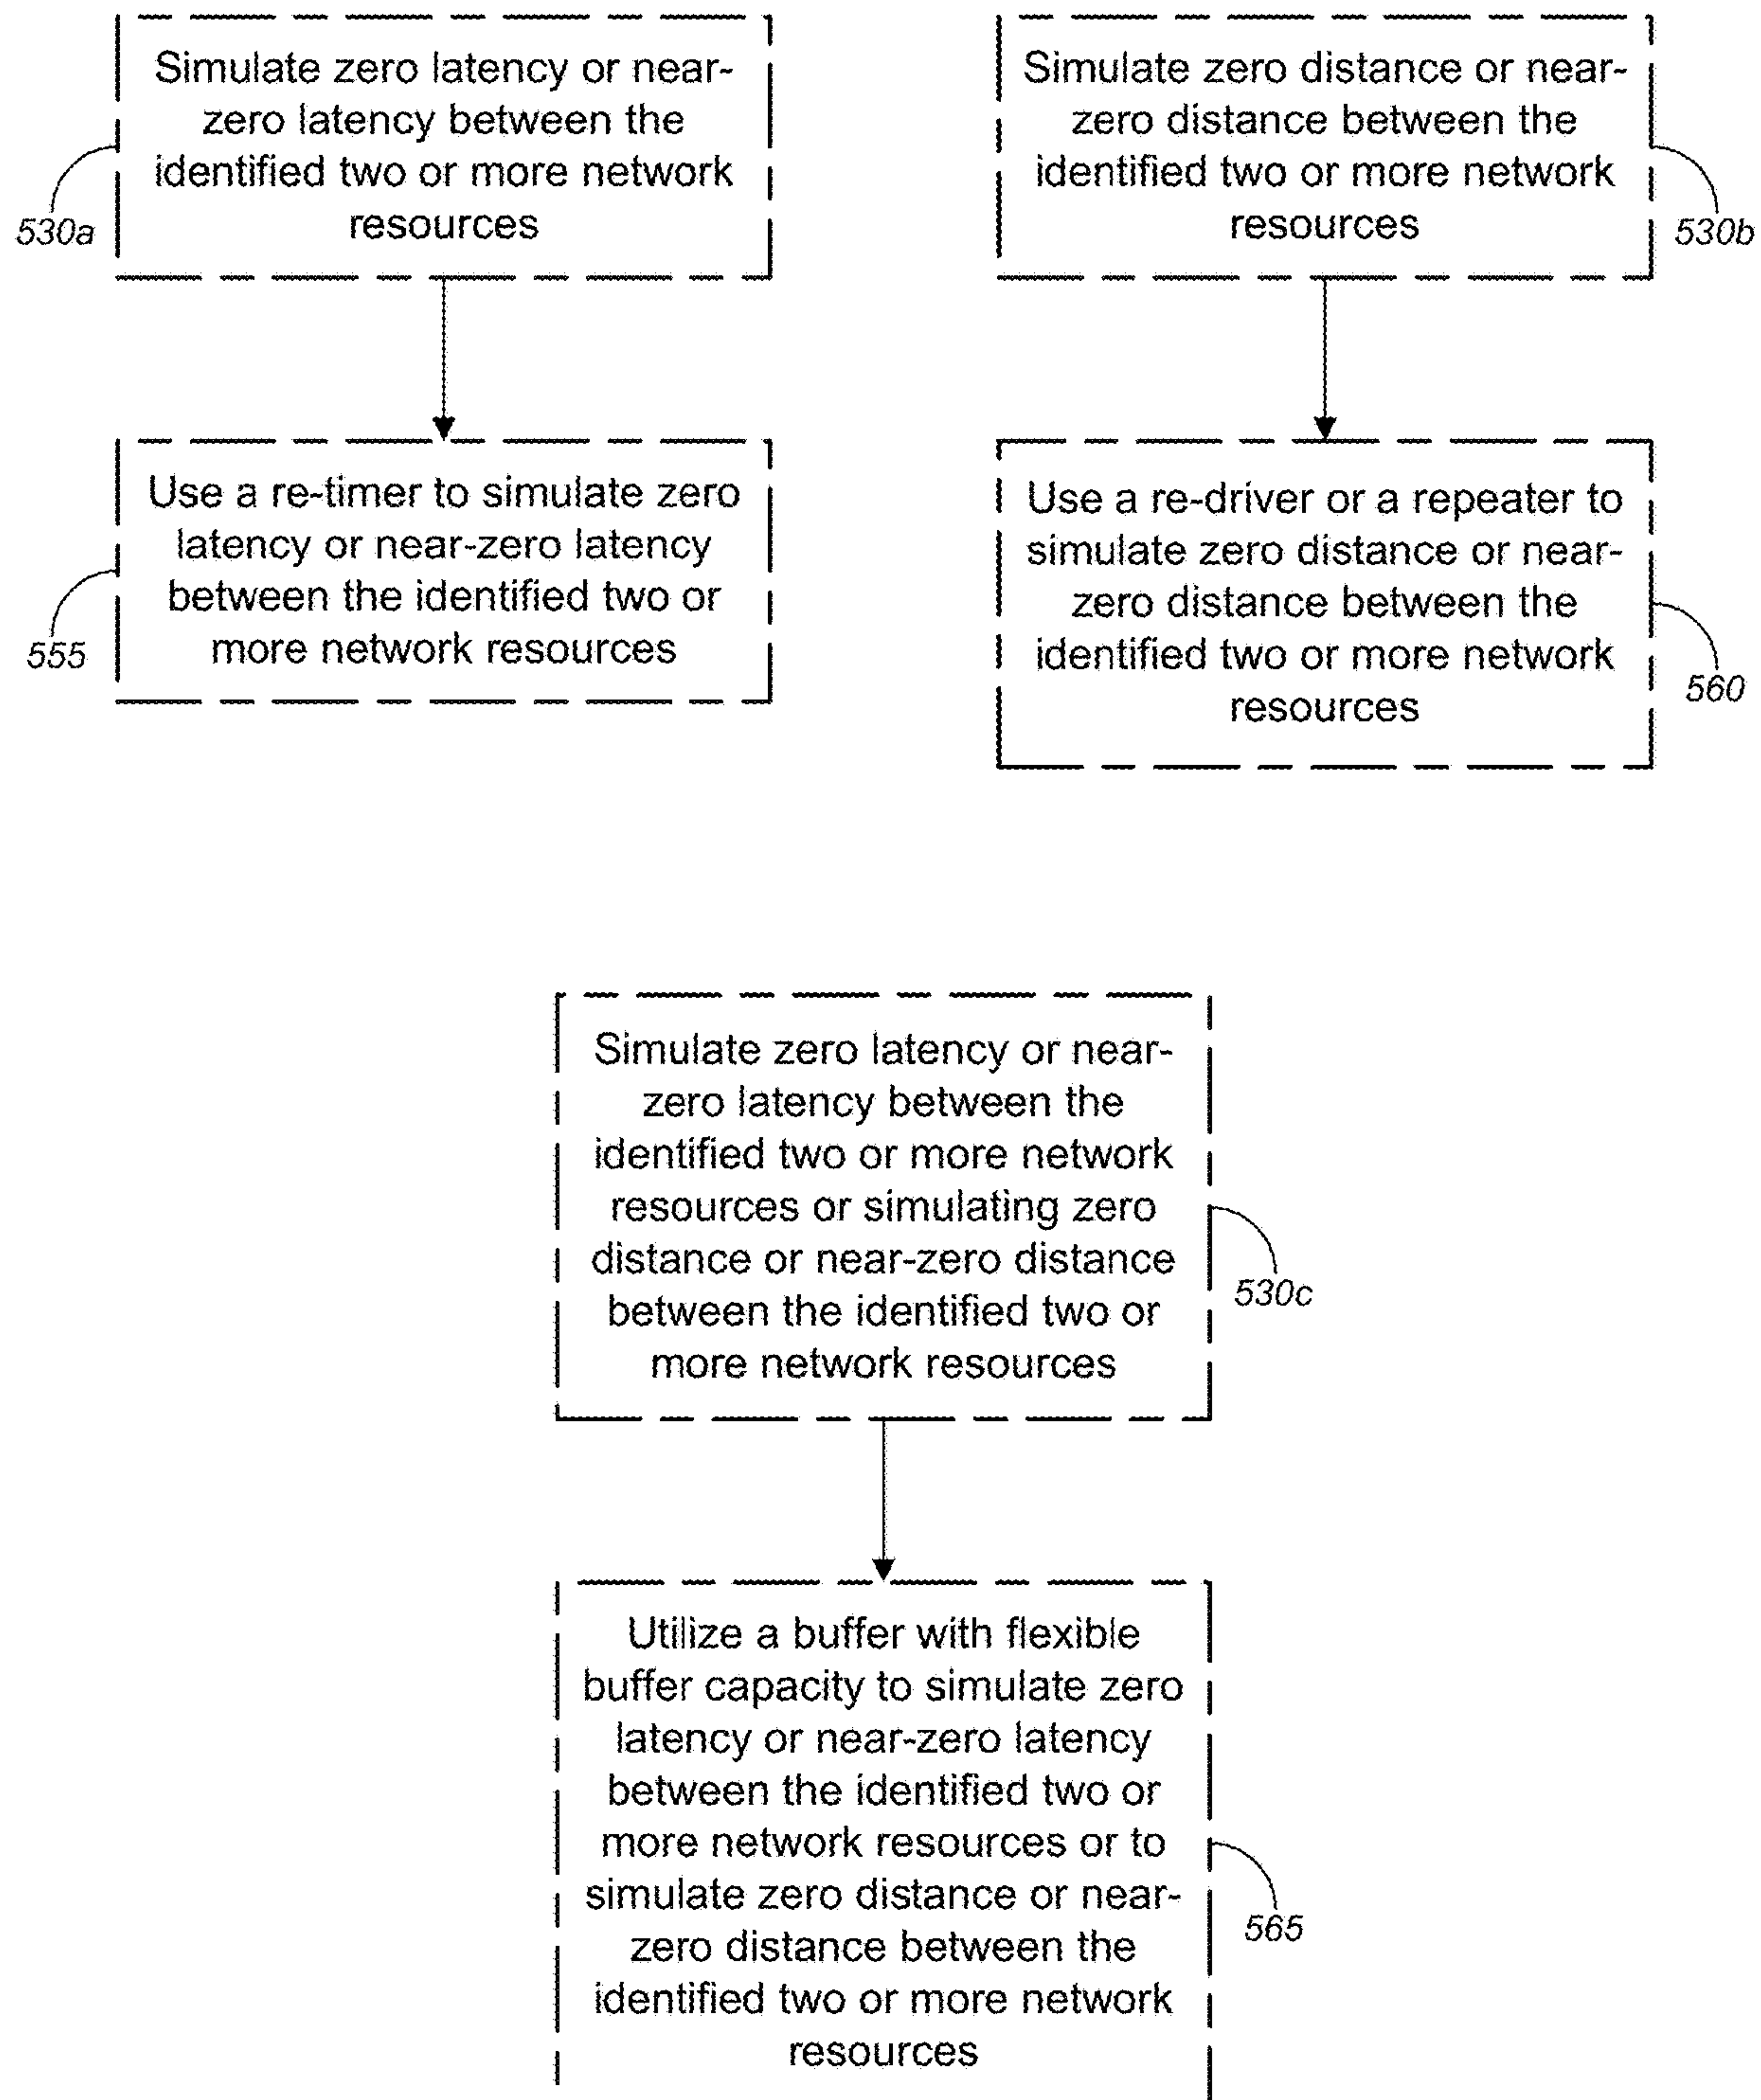 Simulate zero latency or near-
zero latency between the
identified two or more network
resources
530a
Simulate zero distance or near-
zero distance between the
identified two or more network
resources
530b
Use a re-timer to simulate zero
latency or near-zero latency
between the identified two or
more network resources
555
Use a re-driver or a repeater to
simulate zero distance or near-
zero distance between the
identified two or more network
resources
560
Simulate zero latency or near-
zero latency between the
identified two or more network
resources or simulating zero
distance or near-zero distance
between the identified two or
more network resources
530c
Utilize a buffer with flexible
buffer capacity to simulate zero
latency or near-zero latency
between the identified two or
more network resources or to
simulate zero distance or near-
zero distance between the
identified two or more network
resources
565